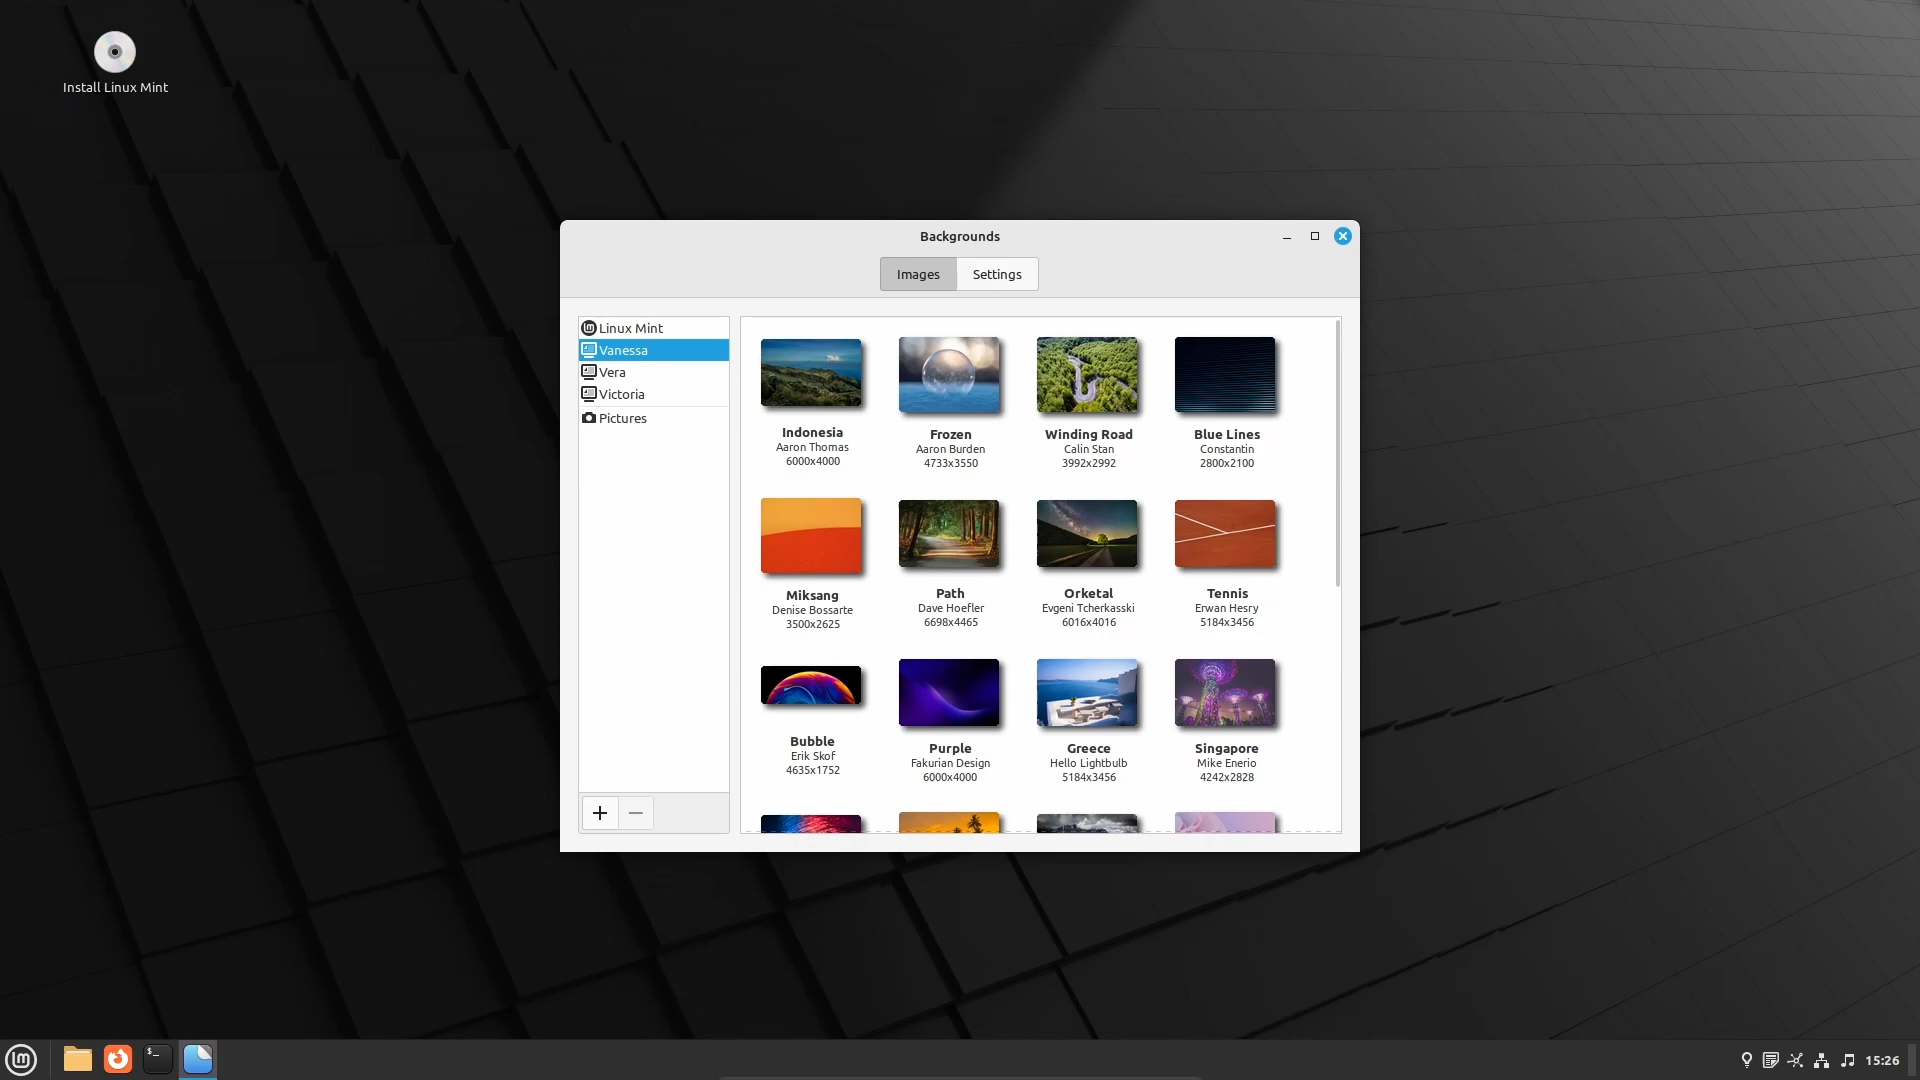 Install Linux Mint
Backgrounds
Images
Settings
Linux Mint
Vanessa
Vera
Victoria
Pictures
Indonesia
Aaron Thomas
6000x4000
Frozen
Aaron Burden
4733x3550
Winding Road
Calin Stan
3992x2992
Blue Lines
Constantin
2800x2100
Miksang
Denise Bossarte
3500x2625
Path
Dave Hoefler
6698x4465
Orketal
Evgeni Tcherkasski
6016x4016
Tennis
Erwan Hesry
5184x3456
Bubble
Erik Skof
4635x1752
Purple
Fakurian Design
6000x4000
Greece
Hello Lightbulb
5184x3456
Singapore
Mike Enerio
4242x2828
15:26